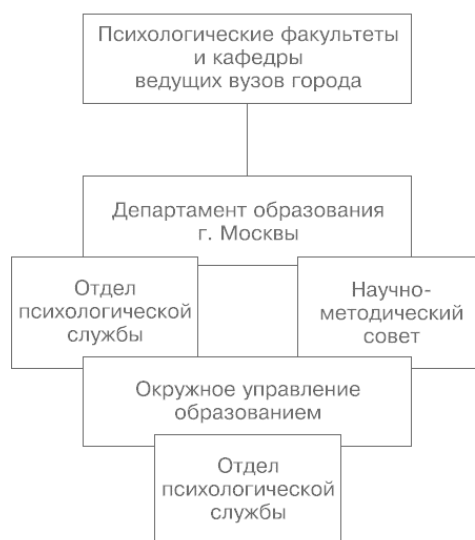 Психологические факультеты
и кафедры
ведущих вузов города
Департамент образования
г. Москвы
Отдел
психологической
службы
Научно-
методический
совет
Окружное управление
образованием
Отдел
психологической
службы